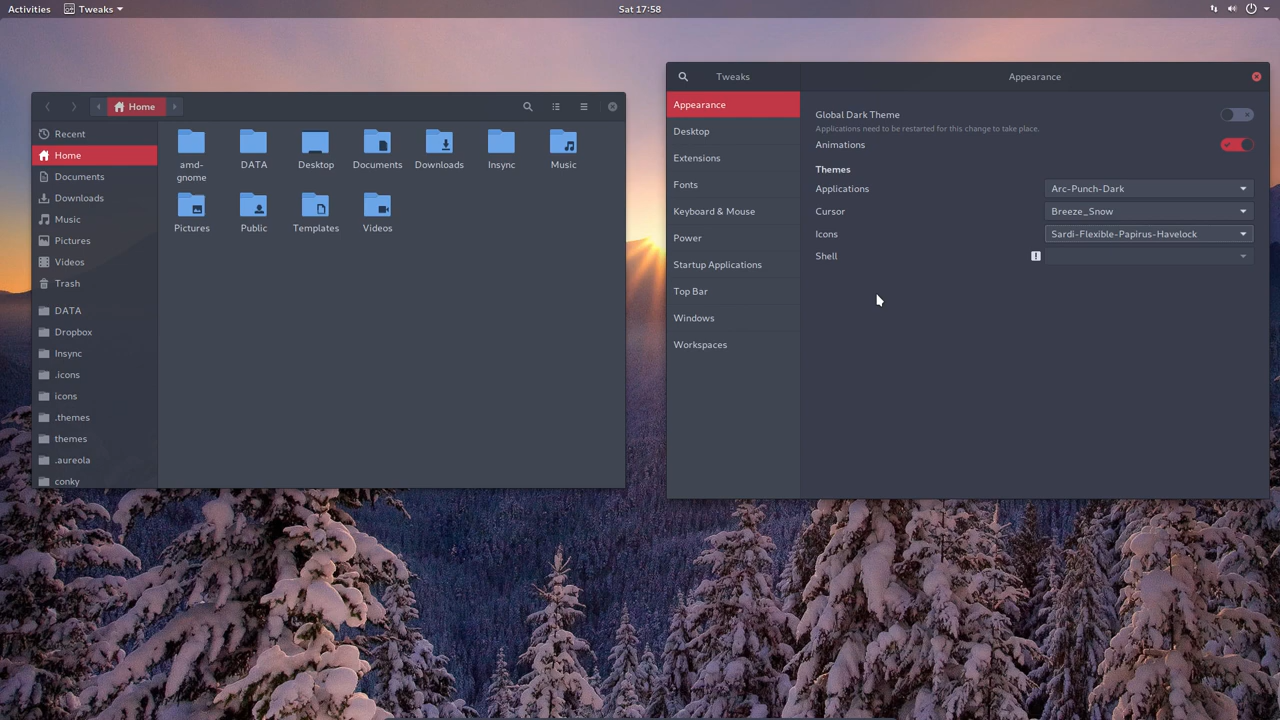 Activities
Tweaks
Sat 17:58
Home
Recent
Home
Documents
Downloads
Music
Pictures
Videos
Trash
DATA
Dropbox
Insync
.icons
icons
.themes
themes
.aureola
conky
amd-
gnome
DATA
Desktop
Documents
Downloads
Insync
Music
Pictures
Public
Templates
Videos
Tweaks
Appearance
Appearance
Desktop
Extensions
Fonts
Keyboard & Mouse
Power
Startup Applications
Top Bar
Windows
Workspaces
Global Dark Theme
Applications need to be restarted for this change to take place.
Animations
Themes
Applications
Arc-Punch-Dark
Cursor
Breeze_Snow
Icons
Sardi-Flexible-Papirus-Havelock
Shell